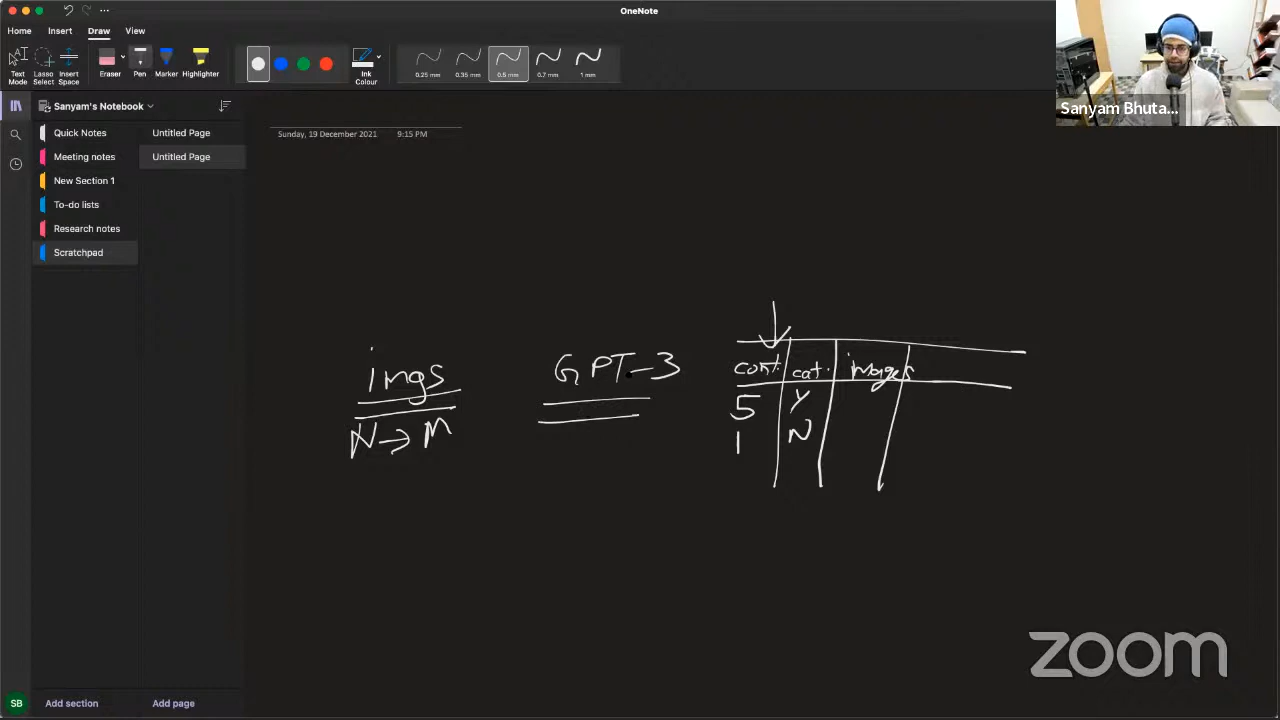 OneNote
Home Insert Draw View
Text Mode
Lasso Select
Insert Space
Eraser
Pen
Marker
Highlighter
Ink Colour
0.25 mm
0.35 mm
0.5 mm
0.7 mm
1 mm
Sanyam Bhuta...
Sanyam's Notebook
Quick Notes
Meeting notes
New Section 1
To-do lists
Research notes
Scratchpad
Untitled Page
Untitled Page
Sunday, 19 December 2021 9:15 PM
imgs
N→M
GPT-3
cont. cat. images
5 Y
1 N
SB
Add section
Add page
zoom